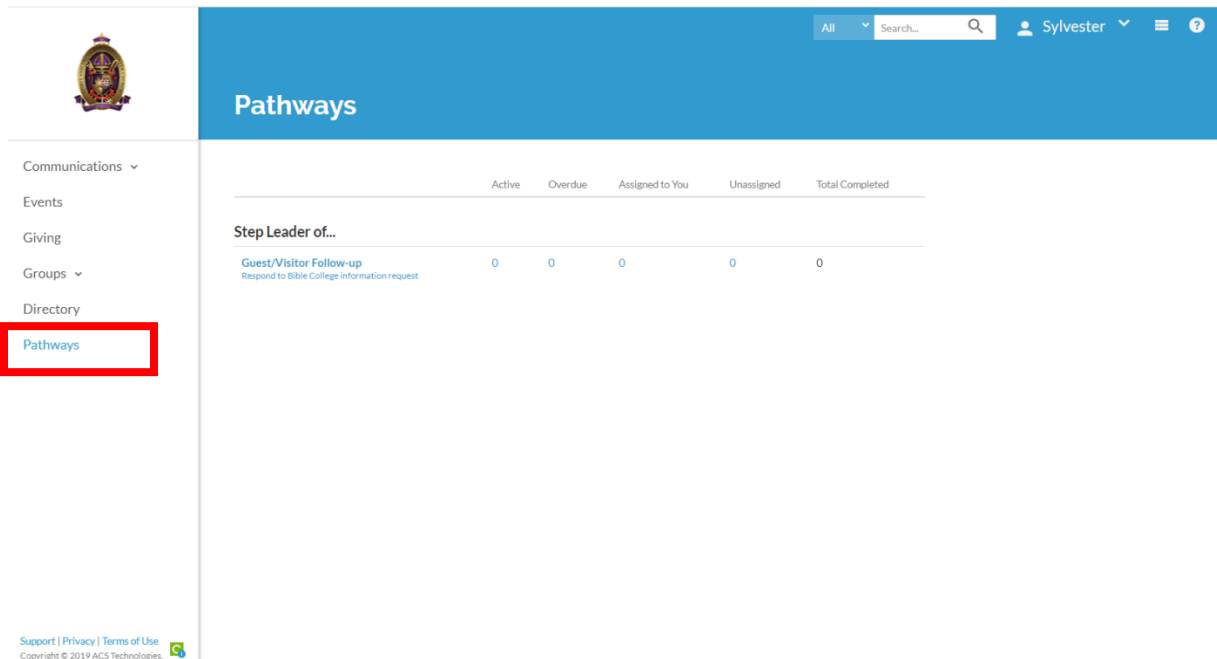 All Search... Sylvester
Pathways
Communications
Events
Giving
Groups
Directory
Pathways
Active Overdue Assigned to You Unassigned Total Completed
Step Leader of...
Guest/Visitor Follow-up 0 0 0 0 0
Respond to Bible College information request
Support | Privacy | Terms of Use
Copyright © 2019 ACS Technologies.